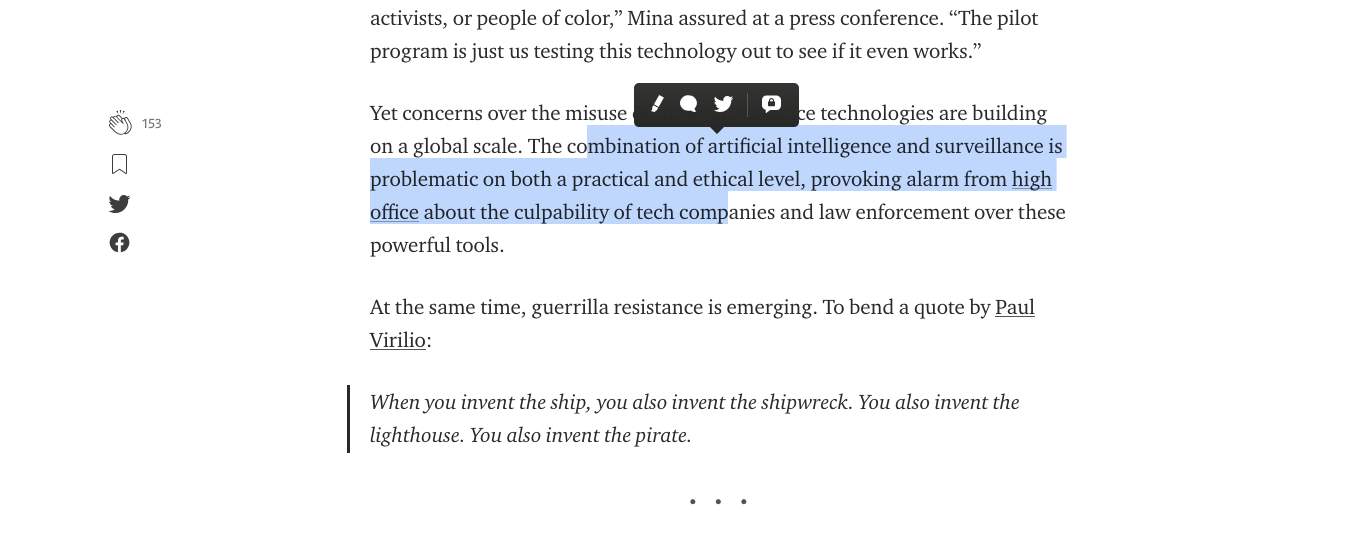 activists, or people of color,” Mina assured at a press conference. “The pilot
program is just us testing this technology out to see if it even works.”
Yet concerns over the misuse technologies are building
153
on a global scale. The combination of artificial intelligence and surveillance is
problematic on both a practical and ethical level, provoking alarm from high
office about the culpability of tech companies and law enforcement over these
powerful tools.
At the same time, guerrilla resistance is emerging. To bend a quote by Paul
Virilio:
When you invent the ship, you also invent the shipwreck. You also invent the
lighthouse. You also invent the pirate.